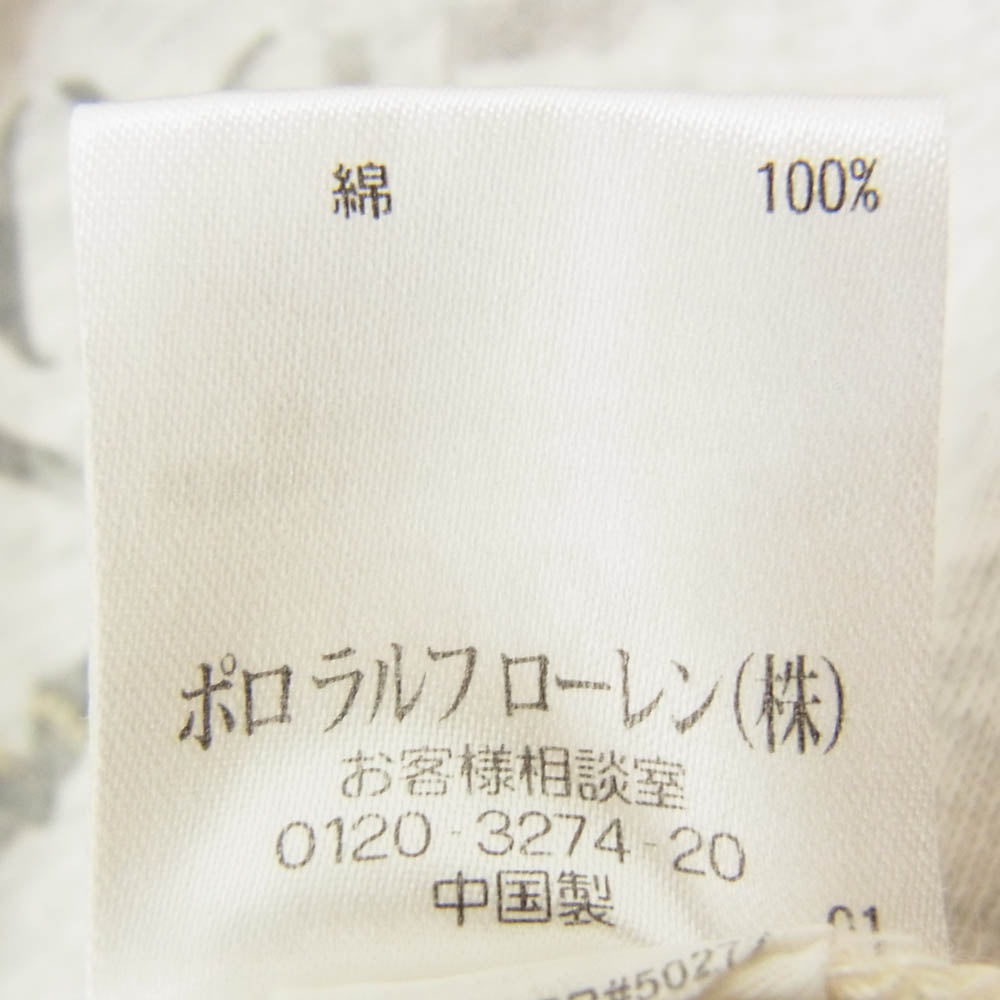 綿 100%
ポロ ラルフ ローレン(株)
お客様相談室
0120-3274-20
中国製
01